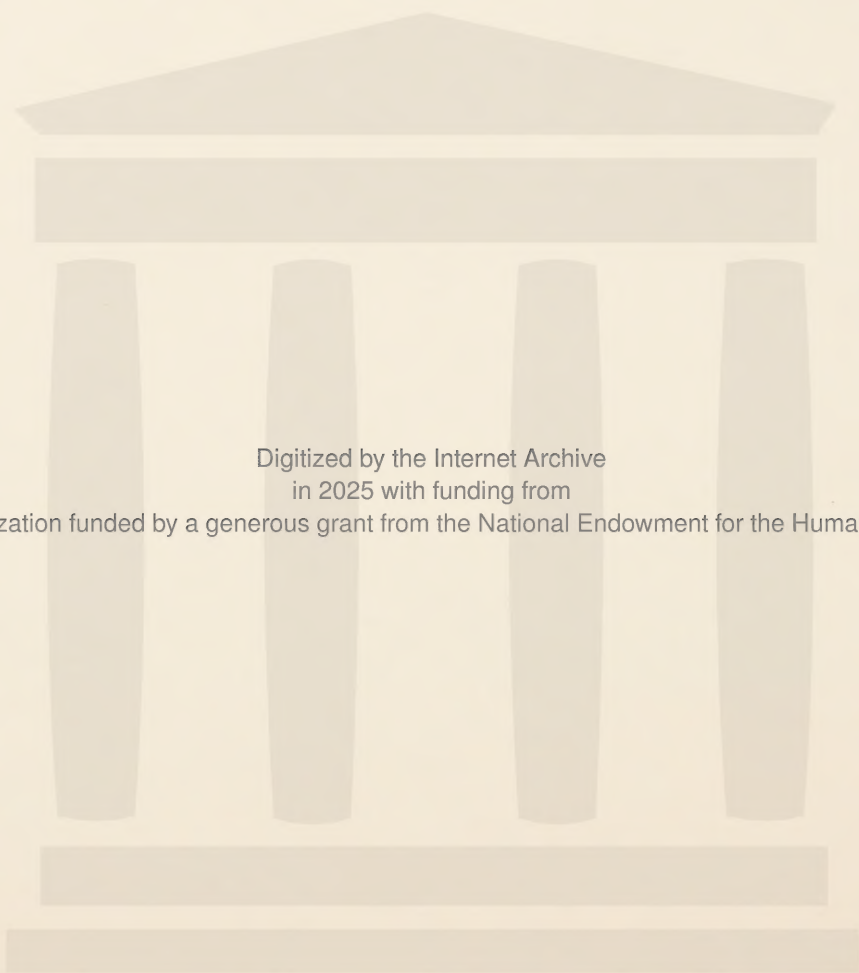 Digitized by the Internet Archive
in 2025 with funding from
zation funded by a generous grant from the National Endowment for the Huma